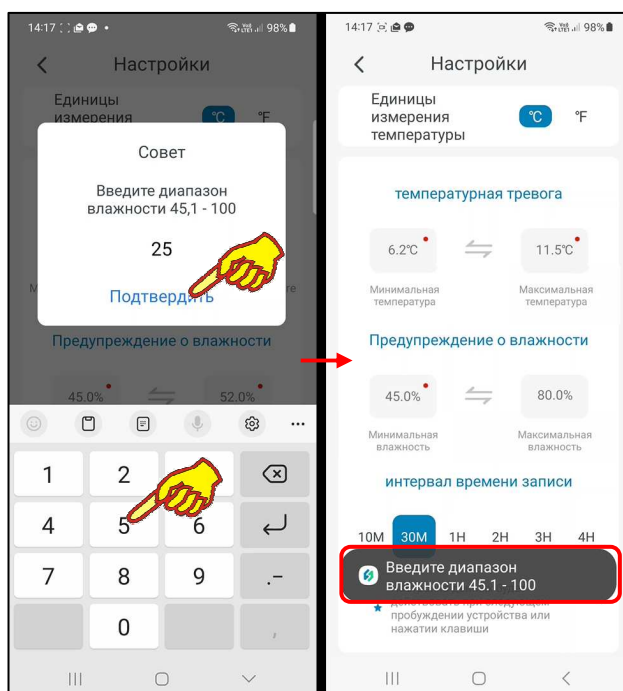 14:17
98%
Настройки
Единицы
измерения
°C °F
Совет
Введите диапазон
влажности 45,1 - 100
25
Подтвердить
Предупреждение о влажности
45.0% 52.0%
1 2
4 5 6
7 8 9 .-
0 ,
14:17
98%
Настройки
Единицы
измерения
температуры
°C °F
температурная тревога
6.2°C 11.5°C
Минимальная Максимальная
температура температура
Предупреждение о влажности
45.0% 80.0%
Минимальная Максимальная
влажность влажность
интервал времени записи
10M 30M 1H 2H 3H 4H
Введите диапазон
влажности 45.1 - 100
пробуждении устройства или
нажатии клавиши